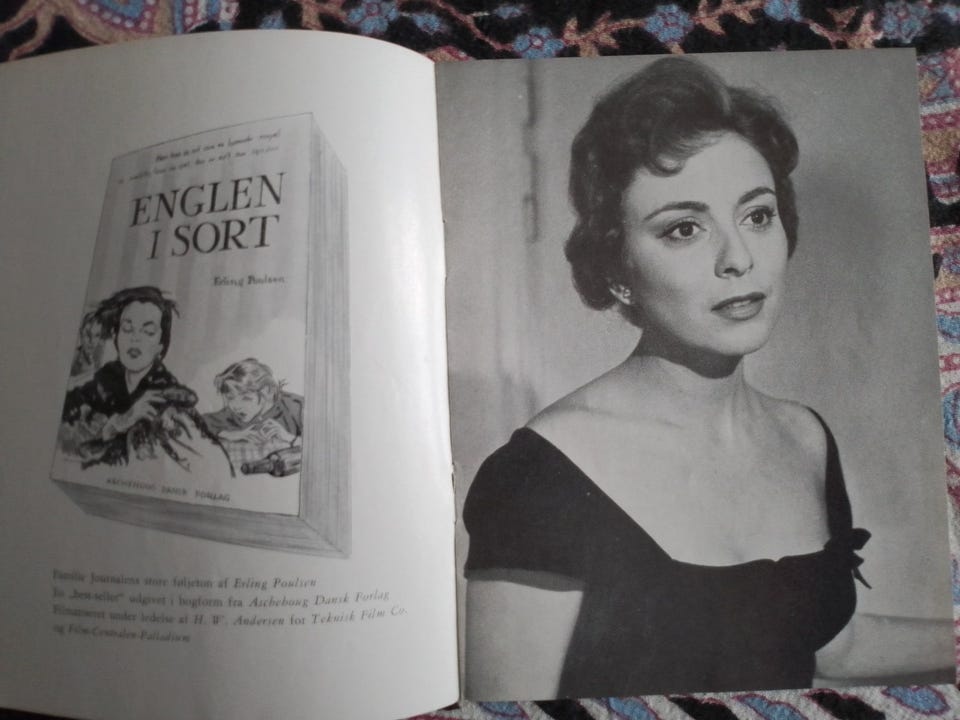 Han
ENGLEN
I SORT
Erling Poulsen
ASCHEHOUG DANSK FORLAG
Familie Journalens store føljeton af Erling Poulsen
En „best-seller“ udgivet i bogform fra Aschehoug Dansk Forlag
Filmatiseret under ledelse af H. W. Andersen for Teknisk Film Co.
og Film-Centralen-Palladium